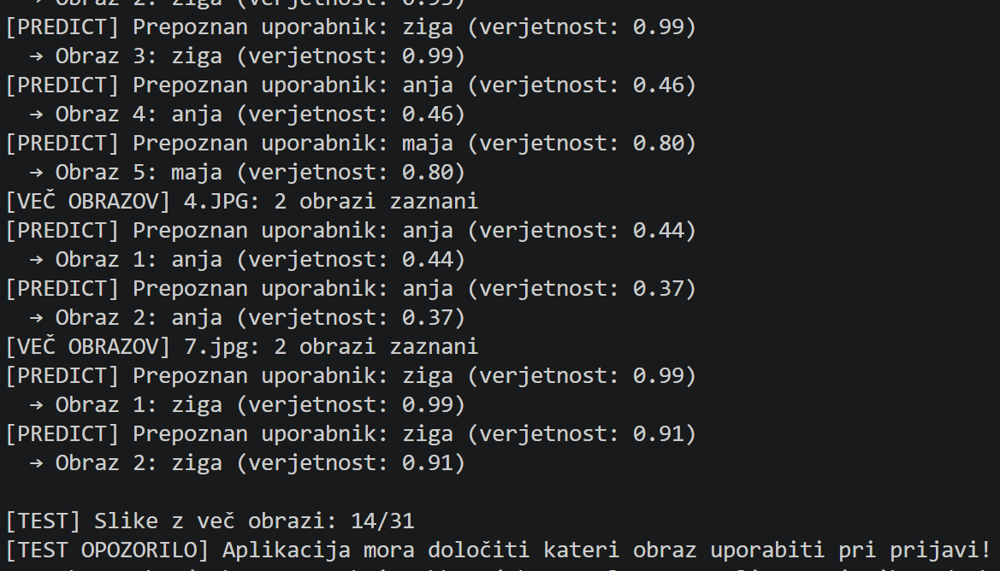 → Obraz 2: ziga (verjetnost: 0.95)
[PREDICT] Prepoznan uporabnik: ziga (verjetnost: 0.99)
→ Obraz 3: ziga (verjetnost: 0.99)
[PREDICT] Prepoznan uporabnik: anja (verjetnost: 0.46)
→ Obraz 4: anja (verjetnost: 0.46)
[PREDICT] Prepoznan uporabnik: maja (verjetnost: 0.80)
→ Obraz 5: maja (verjetnost: 0.80)
[VEČ OBRAZOV] 4.JPG: 2 obrazi zaznani
[PREDICT] Prepoznan uporabnik: anja (verjetnost: 0.44)
→ Obraz 1: anja (verjetnost: 0.44)
[PREDICT] Prepoznan uporabnik: anja (verjetnost: 0.37)
→ Obraz 2: anja (verjetnost: 0.37)
[VEČ OBRAZOV] 7.jpg: 2 obrazi zaznani
[PREDICT] Prepoznan uporabnik: ziga (verjetnost: 0.99)
→ Obraz 1: ziga (verjetnost: 0.99)
[PREDICT] Prepoznan uporabnik: ziga (verjetnost: 0.91)
→ Obraz 2: ziga (verjetnost: 0.91)
[TEST] Slike z več obrazi: 14/31
[TEST OPOZORILO] Aplikacija mora določiti kateri obraz uporabiti pri prijavi!